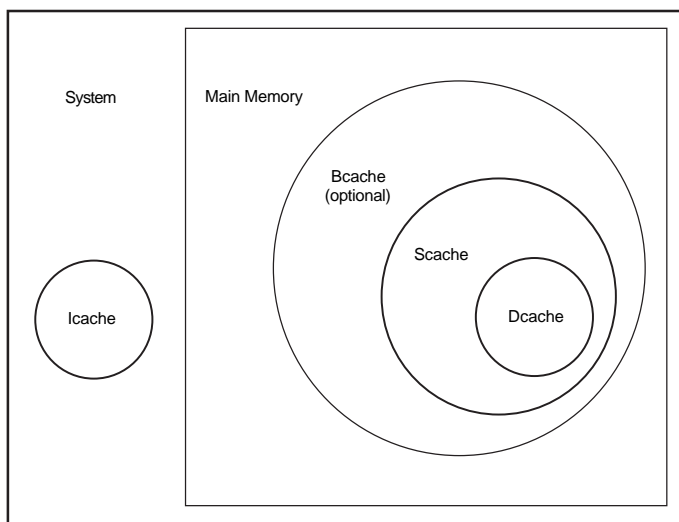 System
Main Memory
Bcache
(optional)
Scache
Icache
Dcache